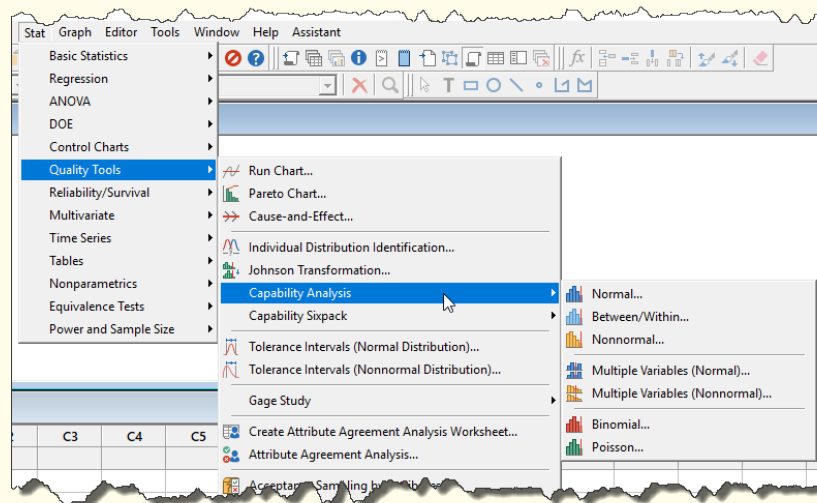 Stat Graph Editor Tools Window Help Assistant
Basic Statistics
Regression
ANOVA
DOE
Control Charts
Quality Tools
Reliability/Survival
Multivariate
Time Series
Tables
Nonparametrics
Equivalence Tests
Power and Sample Size
Run Chart...
Pareto Chart...
Cause-and-Effect...
Individual Distribution Identification...
Johnson Transformation...
Capability Analysis
Capability Sixpack
Tolerance Intervals (Normal Distribution)...
Tolerance Intervals (Nonnormal Distribution)...
Gage Study
Create Attribute Agreement Analysis Worksheet...
Attribute Agreement Analysis...
Normal...
Between/Within...
Nonnormal...
Multiple Variables (Normal)...
Multiple Variables (Nonnormal)...
Binomial...
Poisson...
C3 C4 C5